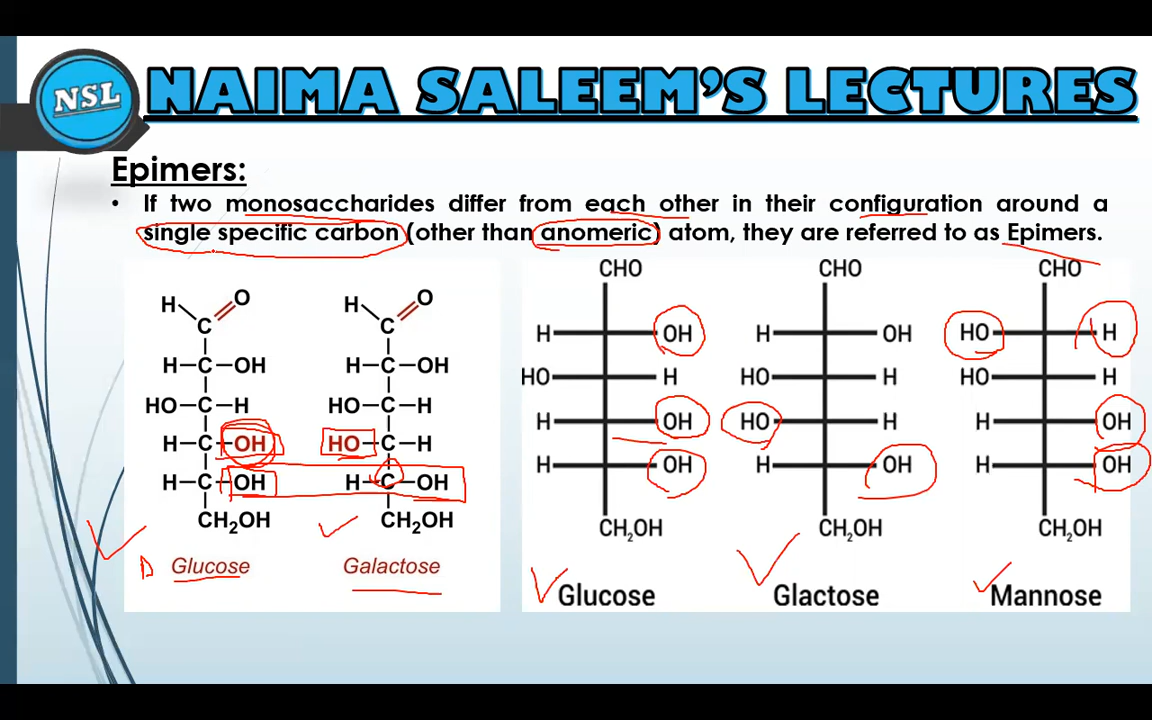 NSL
NAIMA SALEEM'S LECTURES
Epimers:
• If two monosaccharides differ from each other in their configuration around a
single specific carbon (other than anomeric) atom, they are referred to as Epimers.
CHO CHO CHO
H O H O
C C
H OH H OH HO H
H-C-OH H-C-OH
HO H HO H HO H
HO-C-H HO-C-H
H OH HO H H OH
H-C-OH HO-C-H
H OH H OH H OH
H-C-OH H-C-OH
CH2OH CH2OH
CH2OH CH2OH CH2OH
D Glucose Galactose
Glucose Glactose Mannose